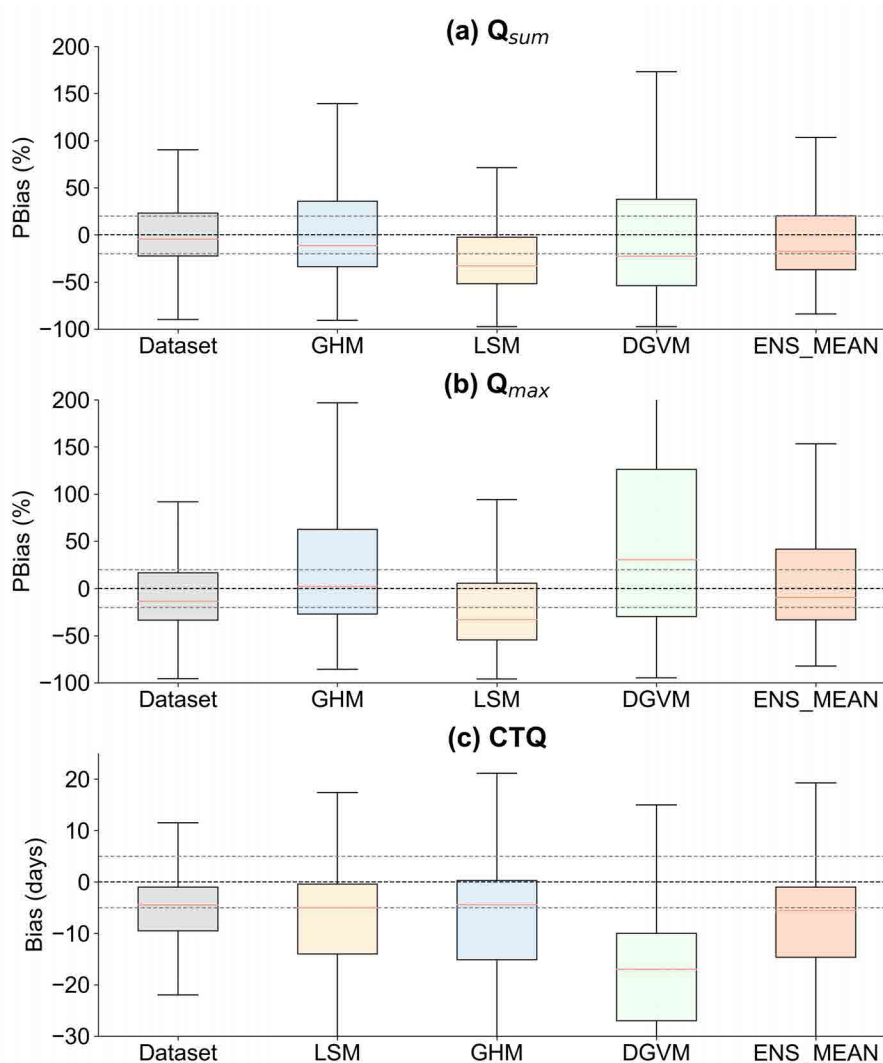 (a) Q_sum
200
150
100
50
0
−50
−100
PBias (%)
Dataset GHM LSM DGVM ENS_MEAN
(b) Q_max
200
150
100
50
0
−50
−100
PBias (%)
Dataset GHM LSM DGVM ENS_MEAN
(c) CTQ
20
10
0
−10
−20
−30
Bias (days)
Dataset LSM GHM DGVM ENS_MEAN